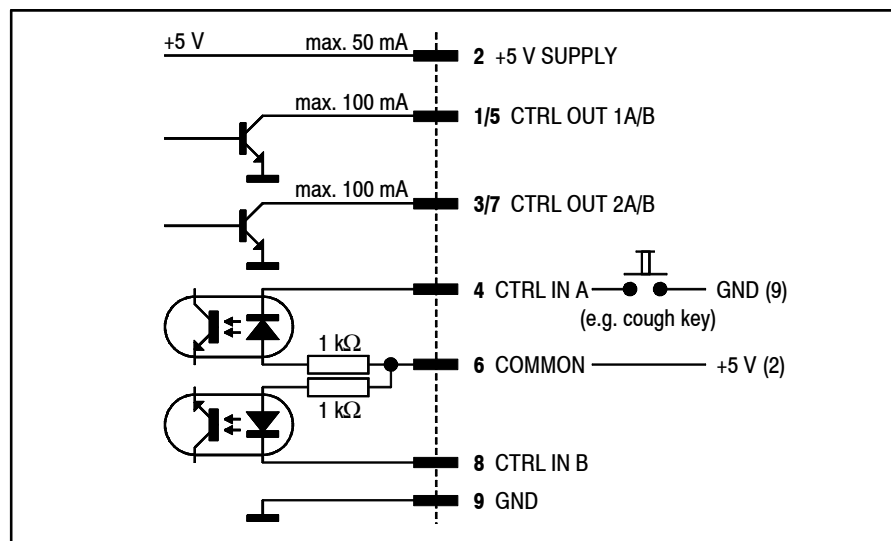 +5 V max. 50 mA 2 +5 V SUPPLY
max. 100 mA 1/5 CTRL OUT 1A/B
max. 100 mA 3/7 CTRL OUT 2A/B
4 CTRL IN A GND (9)
(e.g. cough key)
1 kΩ
6 COMMON +5 V (2)
1 kΩ
8 CTRL IN B
9 GND